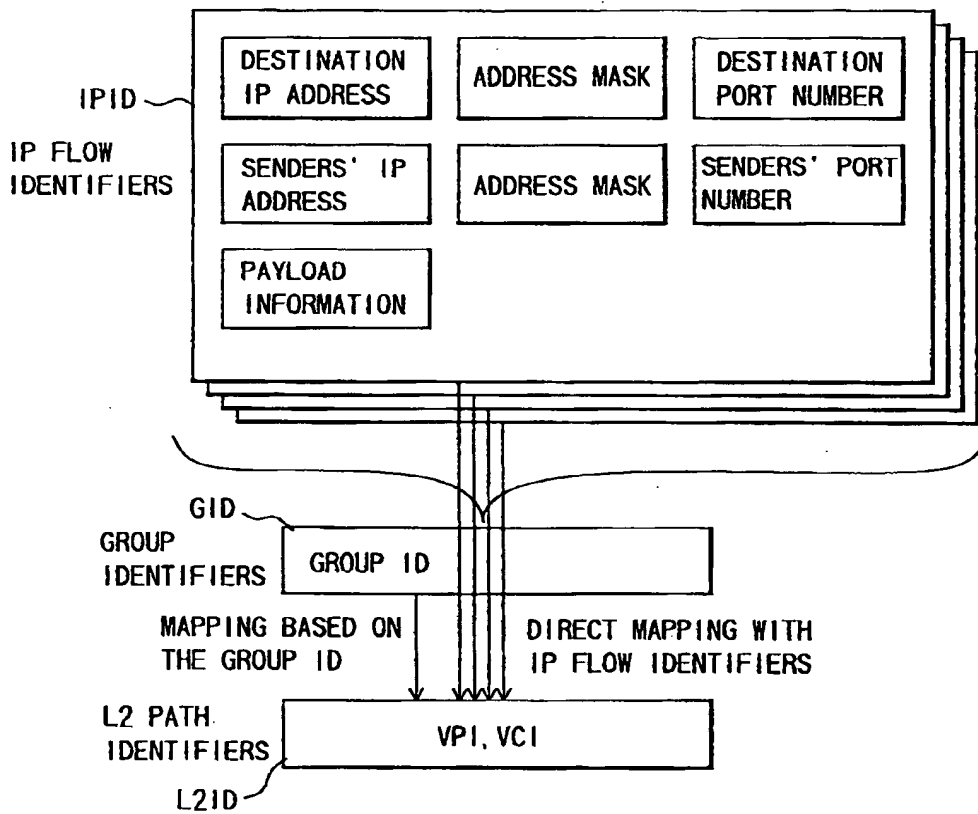 DESTINATION
IP ADDRESS
ADDRESS MASK
DESTINATION
PORT NUMBER
IPID
IP FLOW
IDENTIFIERS
SENDERS' IP
ADDRESS
ADDRESS MASK
SENDERS' PORT
NUMBER
PAYLOAD
INFORMATION
GID
GROUP
IDENTIFIERS
GROUP ID
MAPPING BASED ON
THE GROUP ID
DIRECT MAPPING WITH
IP FLOW IDENTIFIERS
L2 PATH
IDENTIFIERS
VPI, VCI
L2ID